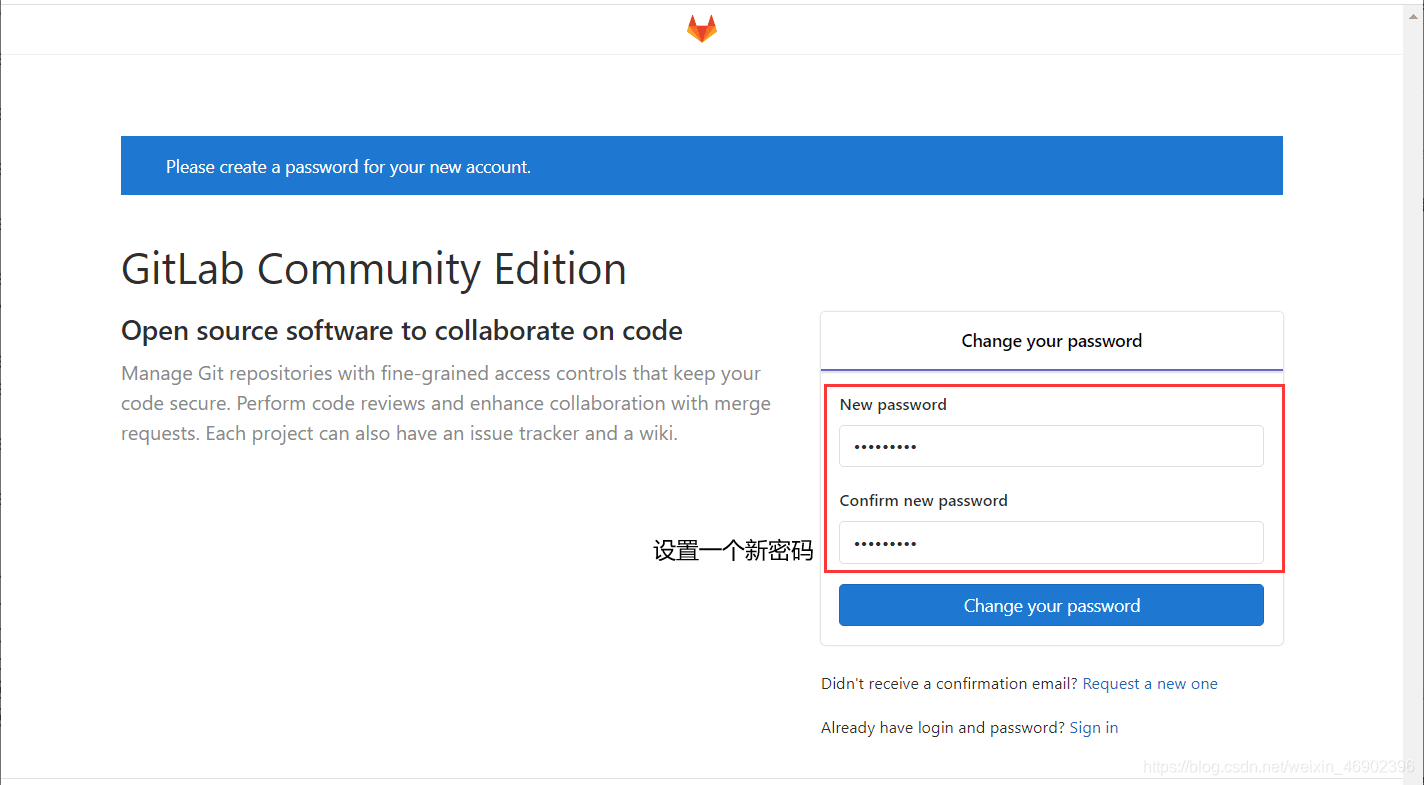 Please create a password for your new account.
GitLab Community Edition
Open source software to collaborate on code
Manage Git repositories with fine-grained access controls that keep your
code secure. Perform code reviews and enhance collaboration with merge
requests. Each project can also have an issue tracker and a wiki.
Change your password
New password
•••••••••
Confirm new password
•••••••••
设置一个新密码
Change your password
Didn't receive a confirmation email? Request a new one
Already have login and password? Sign in
https://blog.csdn.net/weixin_46902396